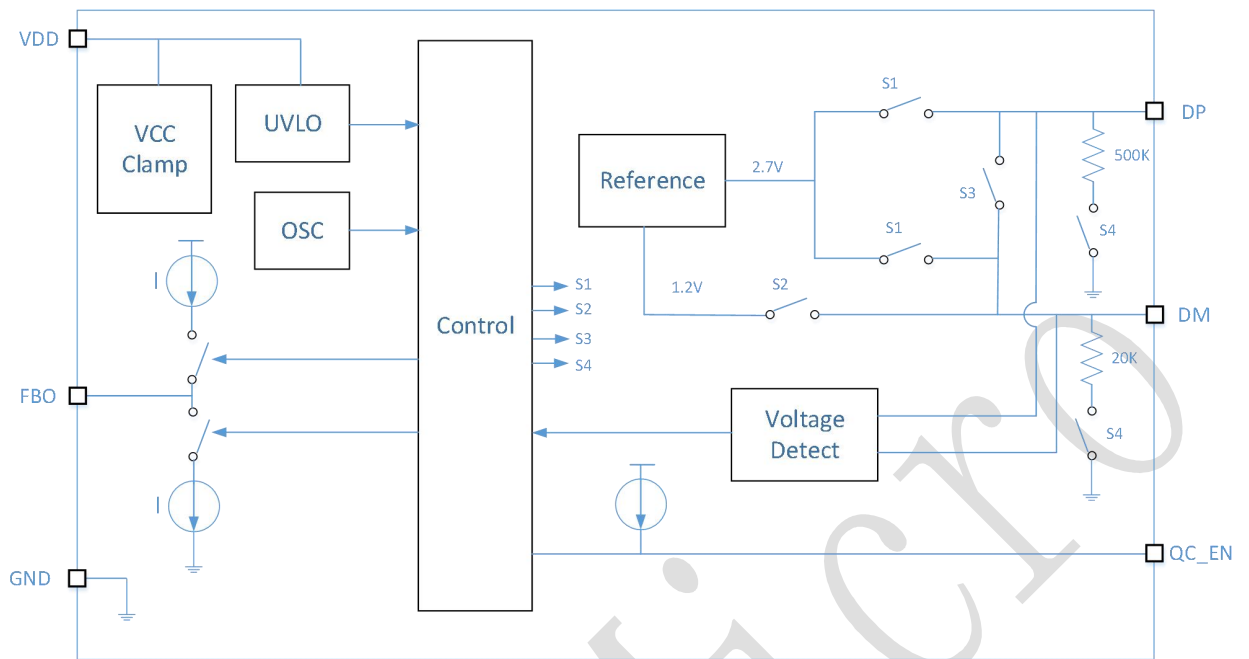 VDD
VCC
Clamp
UVLO
OSC
I
FBO
I
GND
Control
S1
S2
S3
S4
Reference
2.7V
1.2V
S1
S1
S2
S3
DP
500K
S4
DM
20K
S4
Voltage
Detect
QC_EN
icro